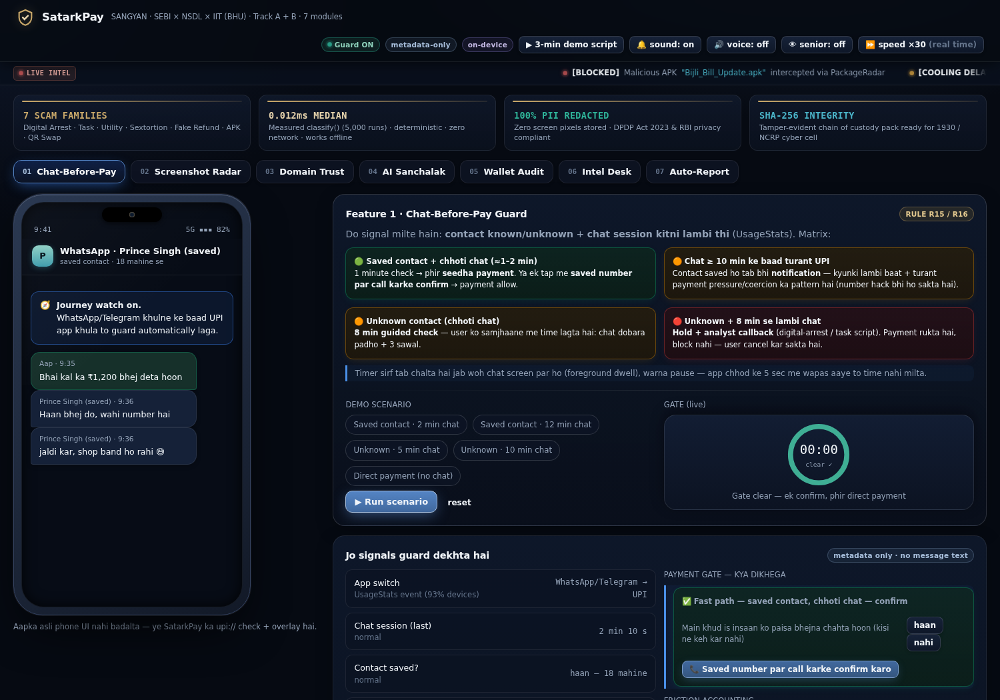 SatarkPay SANGYAN · SEBI × NSDL × IIT (BHU) · Track A + B · 7 modules
Guard ON metadata-only on-device ▶ 3-min demo script 🔔 sound: on 🔊 voice: off 👁 senior: off ⏩ speed ×30 (real time)
LIVE INTEL [BLOCKED] Malicious APK "Bijli_Bill_Update.apk" intercepted via PackageRadar [COOLING DELA
7 SCAM FAMILIES
Digital Arrest · Task · Utility · Sextortion · Fake Refund · APK
· QR Swap
0.012ms MEDIAN
Measured classify() (5,000 runs) · deterministic · zero
network · works offline
100% PII REDACTED
Zero screen pixels stored · DPDP Act 2023 & RBI privacy
compliant
SHA-256 INTEGRITY
Tamper-evident chain of custody pack ready for 1930 /
NCRP cyber cell
01 Chat-Before-Pay 02 Screenshot Radar 03 Domain Trust 04 AI Sanchalak 05 Wallet Audit 06 Intel Desk 07 Auto-Report
9:41 5G ▪▪▪ 82%
P WhatsApp · Prince Singh (saved)
saved contact · 18 mahine se
🧭 Journey watch on.
WhatsApp/Telegram khulne ke baad UPI
app khula to guard automatically laga.
Aap · 9:35
Bhai kal ka ₹1,200 bhej deta hoon
Prince Singh (saved) · 9:36
Haan bhej do, wahi number hai
Prince Singh (saved) · 9:36
jaldi kar, shop band ho rahi 😅
Aapka asli phone UI nahi badalta — ye SatarkPay ka upi:// check + overlay hai.
Feature 1 · Chat-Before-Pay Guard RULE R15 / R16
Do signal milte hain: contact known/unknown + chat session kitni lambi thi (UsageStats). Matrix:
🟢 Saved contact + chhoti chat (≈1–2 min)
1 minute check → phir seedha payment. Ya ek tap me saved number
par call karke confirm → payment allow.
🟠 Chat ≥ 10 min ke baad turant UPI
Contact saved ho tab bhi notification — kyunki lambi baat + turant
payment pressure/coercion ka pattern hai (number hack bhi ho sakta hai).
🟠 Unknown contact (chhoti chat)
8 min guided check — user ko samjhaane me time lagta hai: chat dobara
padho + 3 sawal.
🔴 Unknown + 8 min se lambi chat
Hold + analyst callback (digital-arrest / task script). Payment rukta hai,
block nahi — user cancel kar sakta hai.
Timer sirf tab chalta hai jab woh chat screen par ho (foreground dwell), warna pause — app chhod ke 5 sec me wapas aaye to time nahi milta.
DEMO SCENARIO
Saved contact · 2 min chat Saved contact · 12 min chat
Unknown · 5 min chat Unknown · 10 min chat
Direct payment (no chat)
▶ Run scenario reset
GATE (live)
00:00
clear ✓
Gate clear — ek confirm, phir direct payment
Jo signals guard dekhta hai metadata only · no message text
App switch
UsageStats event (93% devices)
WhatsApp/Telegram →
UPI
Chat session (last)
normal
2 min 10 s
Contact saved?
normal
haan — 18 mahine
PAYMENT GATE — KYA DIKHEGA
✅ Fast path — saved contact, chhoti chat — confirm
Main khud is insaan ko paisa bhejna chahta hoon (kisi
ne keh kar nahi)
haan
nahi
📞 Saved number par call karke confirm karo
FRICTION ACCOUNTING